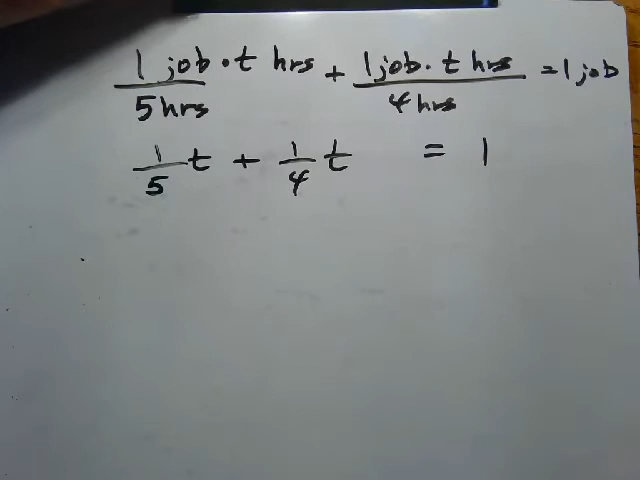 1 job/5 hrs · t hrs + 1 job · t hrs/4 hrs = 1 job
1/5 t + 1/4 t = 1